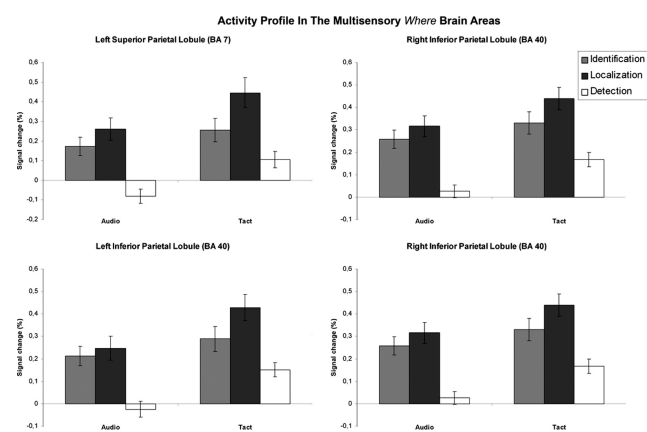 Activity Profile In The Multisensory Where Brain Areas
Left Superior Parietal Lobule (BA 7)
Signal change (%)
0,6
0,5
0,4
0,3
0,2
0,1
0
-0,1
-0,2
Audio
Tact
Right Inferior Parietal Lobule (BA 40)
Identification
Localization
Detection
Signal change (%)
0,6
0,5
0,4
0,3
0,2
0,1
0
-0,1
Audio
Tact
Left Inferior Parietal Lobule (BA 40)
Signal change (%)
0,6
0,5
0,4
0,3
0,2
0,1
0
-0,1
Audio
Tact
Right Inferior Parietal Lobule (BA 40)
Signal change (%)
0,6
0,5
0,4
0,3
0,2
0,1
0
-0,1
Audio
Tact